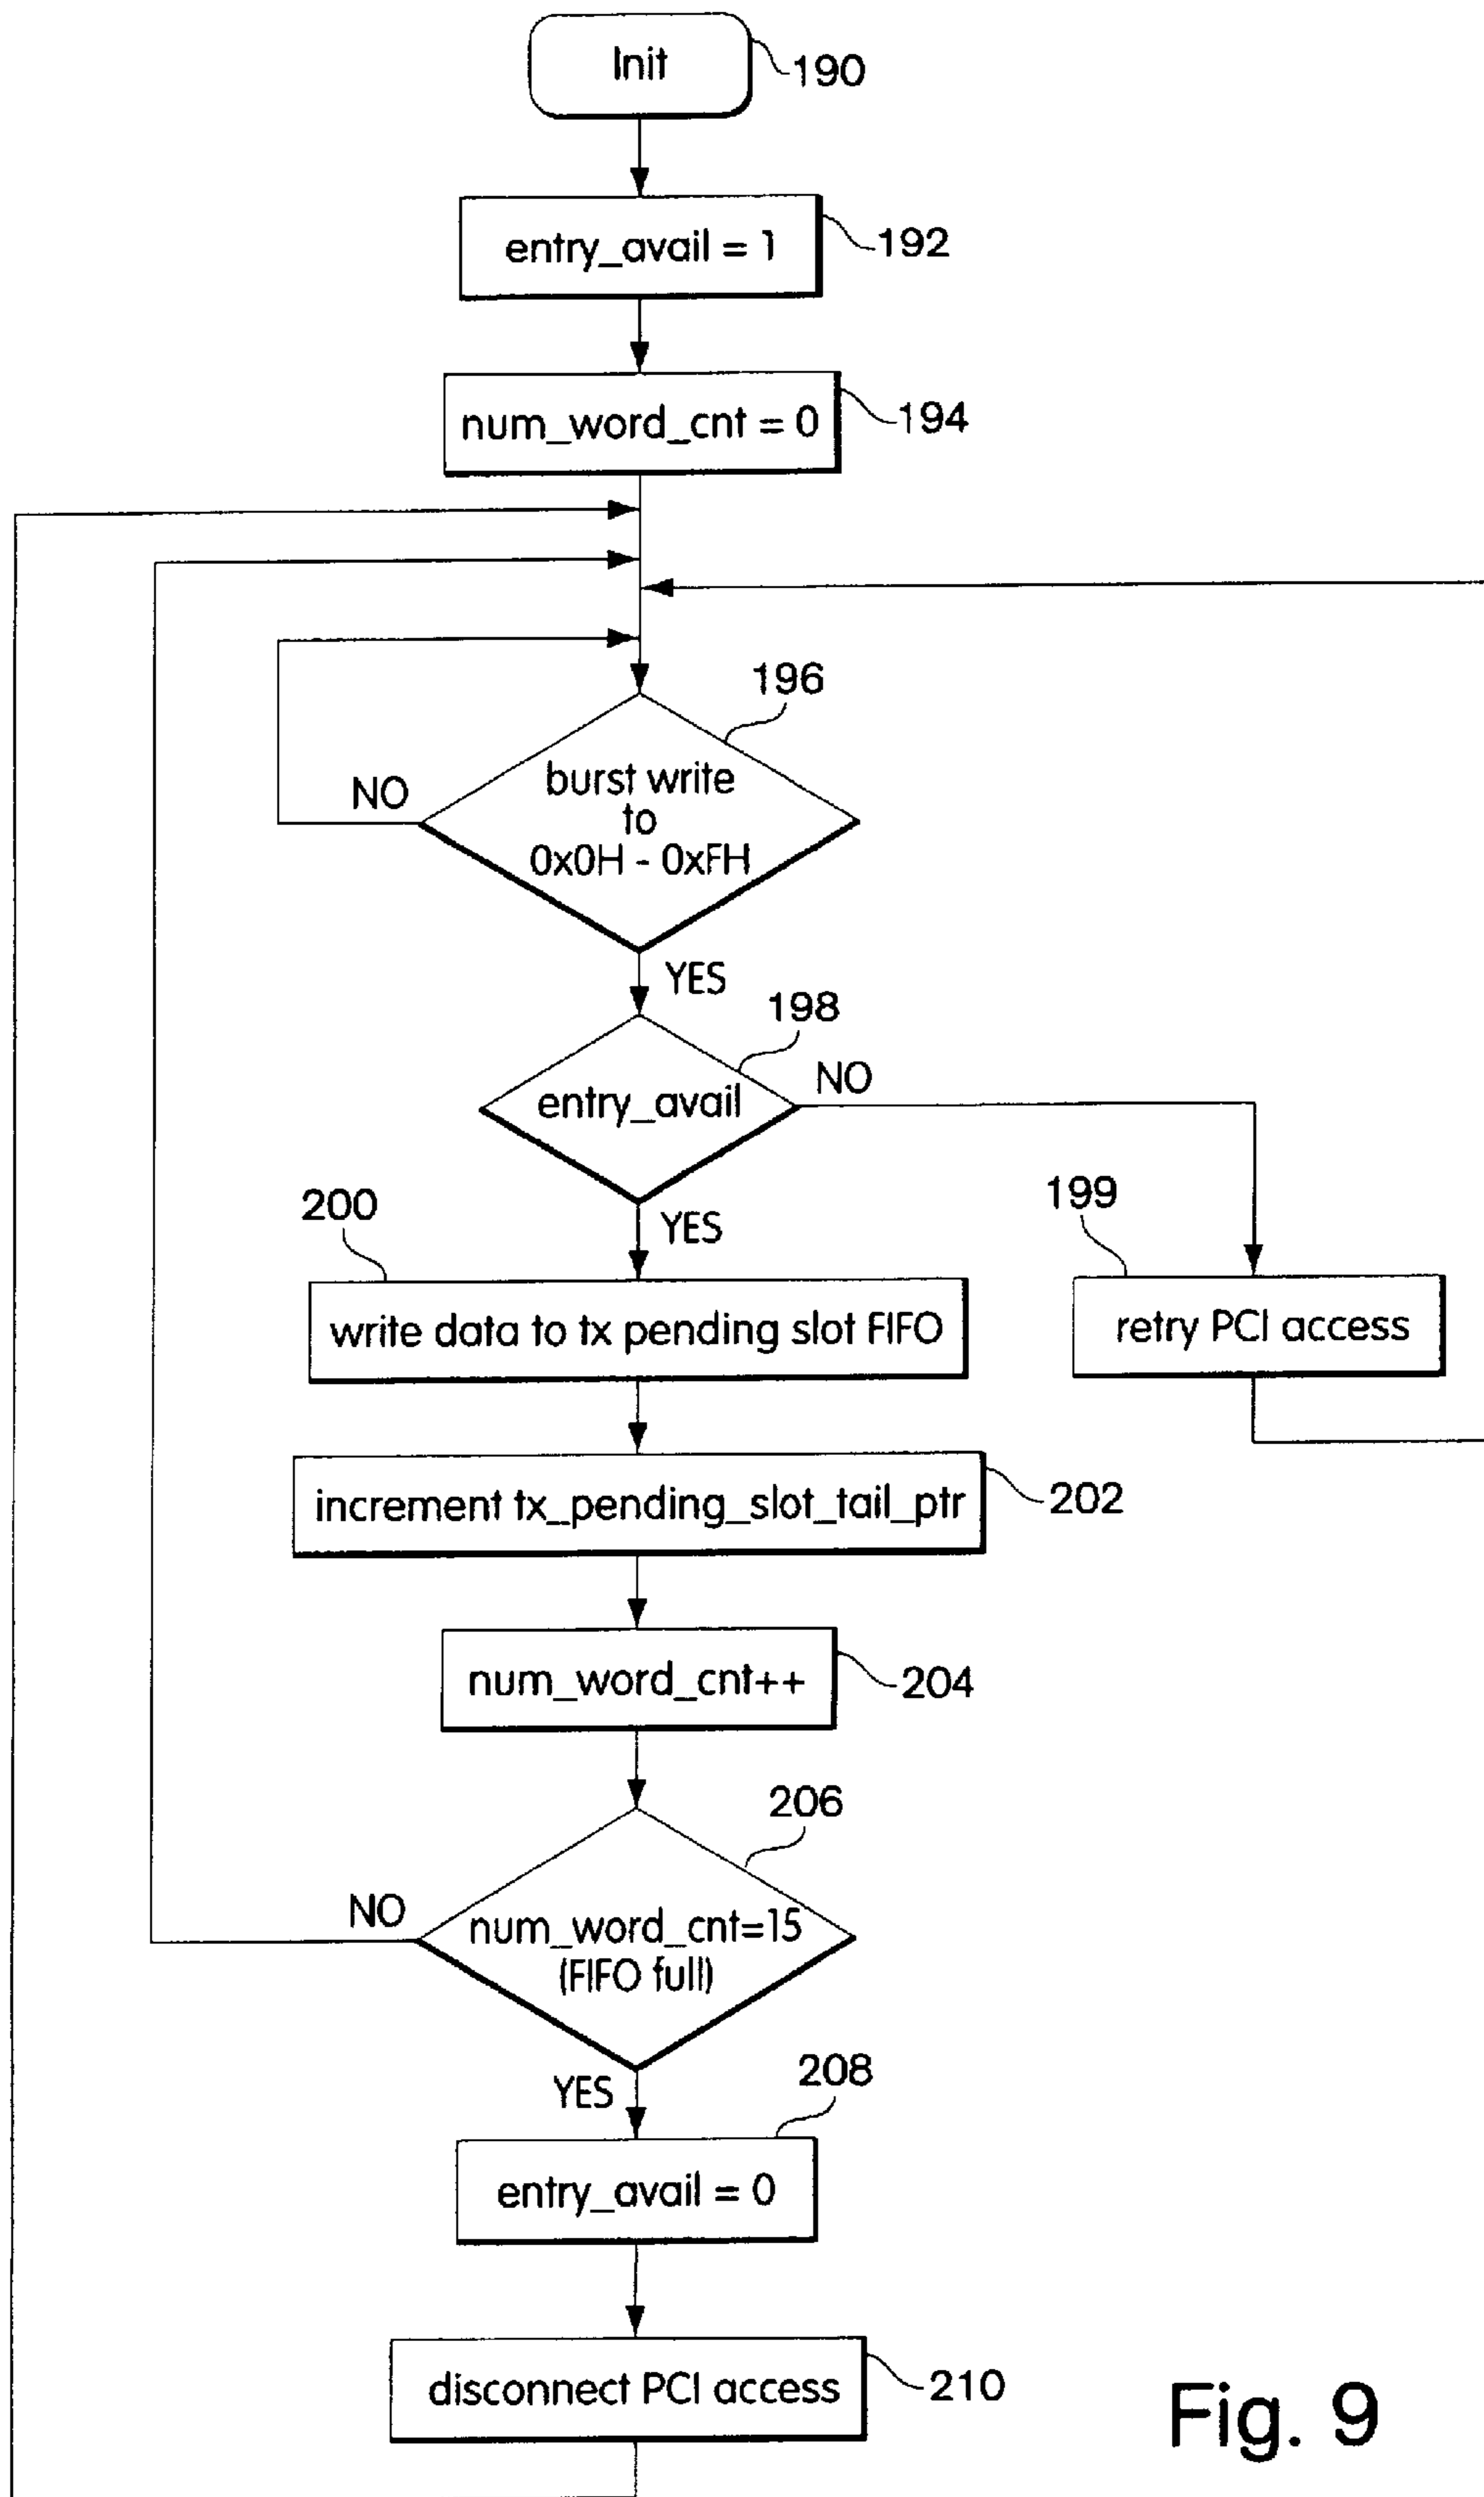 Init
190
entry_avail = 1
192
num_word_cnt = 0
194
196
burst write
to
0x0H - 0xFH
NO
YES
198
entry_avail
NO
YES
200
write data to tx pending slot FIFO
199
retry PCI access
increment tx_pending_slot_tail_ptr
202
num_word_cnt++
204
206
num_word_cnt=15
(FIFO full)
NO
YES
208
entry_avail = 0
disconnect PCI access
210
Fig. 9